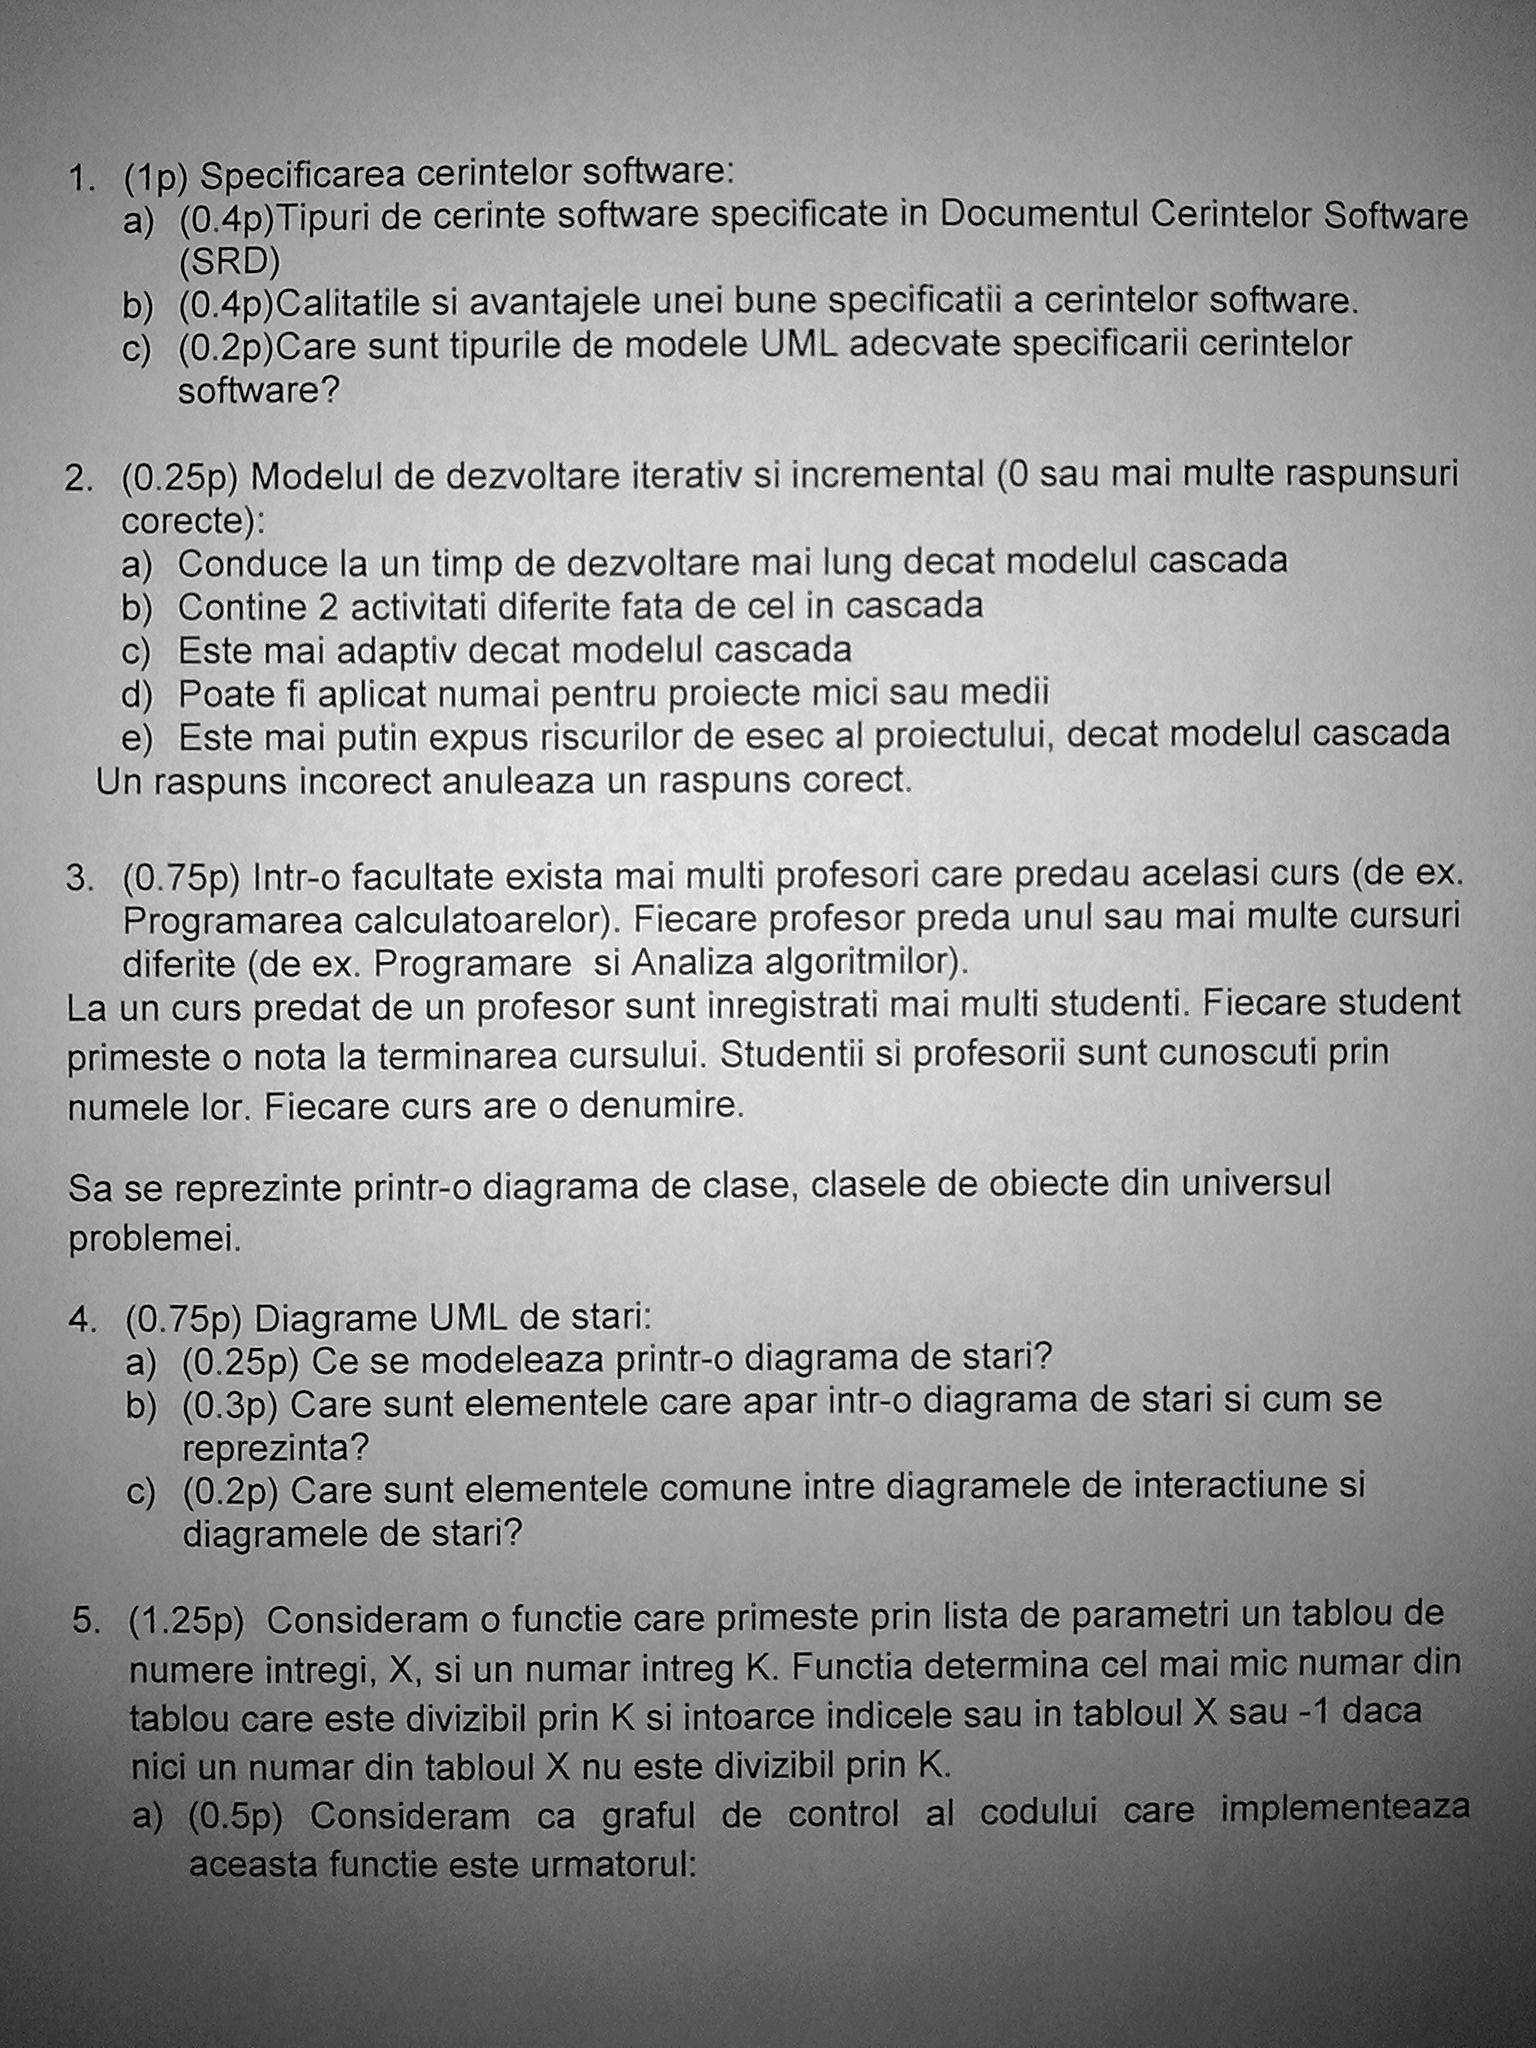 1. (1p) Specificarea cerintelor software:
a) (0.4p)Tipuri de cerinte software specificate in Documentul Cerintelor Software
(SRD)
b) (0.4p)Calitatile si avantajele unei bune specificatii a cerintelor software.
c) (0.2p)Care sunt tipurile de modele UML adecvate specificarii cerintelor
software?
2. (0.25p) Modelul de dezvoltare iterativ si incremental (0 sau mai multe raspunsuri
corecte):
a) Conduce la un timp de dezvoltare mai lung decat modelul cascada
b) Contine 2 activitati diferite fata de cel in cascada
c) Este mai adaptiv decat modelul cascada
d) Poate fi aplicat numai pentru proiecte mici sau medii
e) Este mai putin expus riscurilor de esec al proiectului, decat modelul cascada
Un raspuns incorect anuleaza un raspuns corect.
3. (0.75p) Intr-o facultate exista mai multi profesori care predau acelasi curs (de ex.
Programarea calculatoarelor). Fiecare profesor preda unul sau mai multe cursuri
diferite (de ex. Programare si Analiza algoritmilor).
La un curs predat de un profesor sunt inregistrati mai multi studenti. Fiecare student
primeste o nota la terminarea cursului. Studentii si profesorii sunt cunoscuti prin
numele lor. Fiecare curs are o denumire.
Sa se reprezinte printr-o diagrama de clase, clasele de obiecte din universul
problemei.
4. (0.75p) Diagrame UML de stari:
a) (0.25p) Ce se modeleaza printr-o diagrama de stari?
b) (0.3p) Care sunt elementele care apar intr-o diagrama de stari si cum se
reprezinta?
c) (0.2p) Care sunt elementele comune intre diagramele de interactiune si
diagramele de stari?
5. (1.25p) Consideram o functie care primeste prin lista de parametri un tablou de
numere intregi, X, si un numar intreg K. Functia determina cel mai mic numar din
tablou care este divizibil prin K si intoarce indicele sau in tabloul X sau -1 daca
nici un numar din tabloul X nu este divizibil prin K.
a) (0.5p) Consideram ca graful de control al codului care implementeaza
aceasta functie este urmatorul: